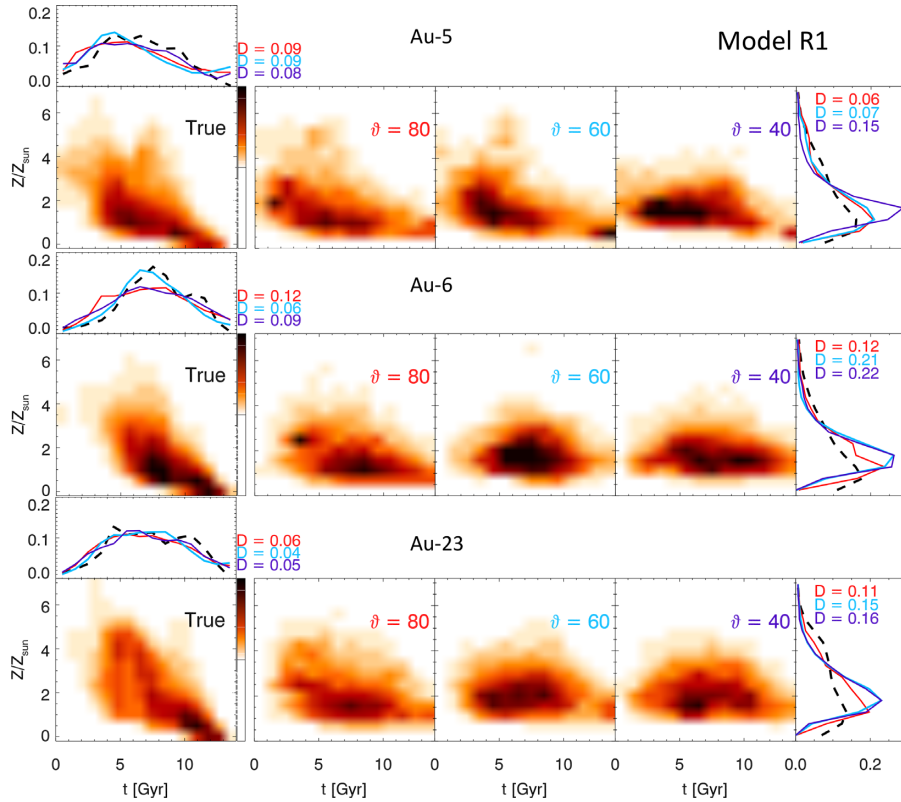 Au-5
Model R1
0.2
0.1
0.0
D = 0.09
D = 0.09
D = 0.08
Z/Z_sun
6
4
2
0
True
ϑ = 80
ϑ = 60
ϑ = 40
D = 0.06
D = 0.07
D = 0.15
Au-6
0.2
0.1
0.0
D = 0.12
D = 0.06
D = 0.09
Z/Z_sun
6
4
2
0
True
ϑ = 80
ϑ = 60
ϑ = 40
D = 0.12
D = 0.21
D = 0.22
Au-23
0.2
0.1
0.0
D = 0.06
D = 0.04
D = 0.05
Z/Z_sun
6
4
2
0
True
ϑ = 80
ϑ = 60
ϑ = 40
D = 0.11
D = 0.15
D = 0.16
0 5 10 0 5 10 0 5 10 0 5 10 0.0 0.2
t [Gyr] t [Gyr] t [Gyr] t [Gyr]